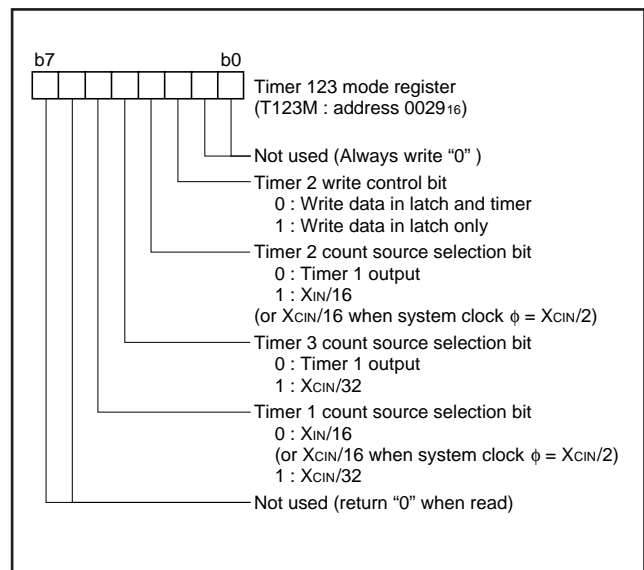 b7 b0
Timer 123 mode register
(T123M : address 002916)
Not used (Always write “0” )
Timer 2 write control bit
0 : Write data in latch and timer
1 : Write data in latch only
Timer 2 count source selection bit
0 : Timer 1 output
1 : XIN/16
(or XCIN/16 when system clock ϕ = XCIN/2)
Timer 3 count source selection bit
0 : Timer 1 output
1 : XCIN/32
Timer 1 count source selection bit
0 : XIN/16
(or XCIN/16 when system clock ϕ = XCIN/2)
1 : XCIN/32
Not used (return “0” when read)